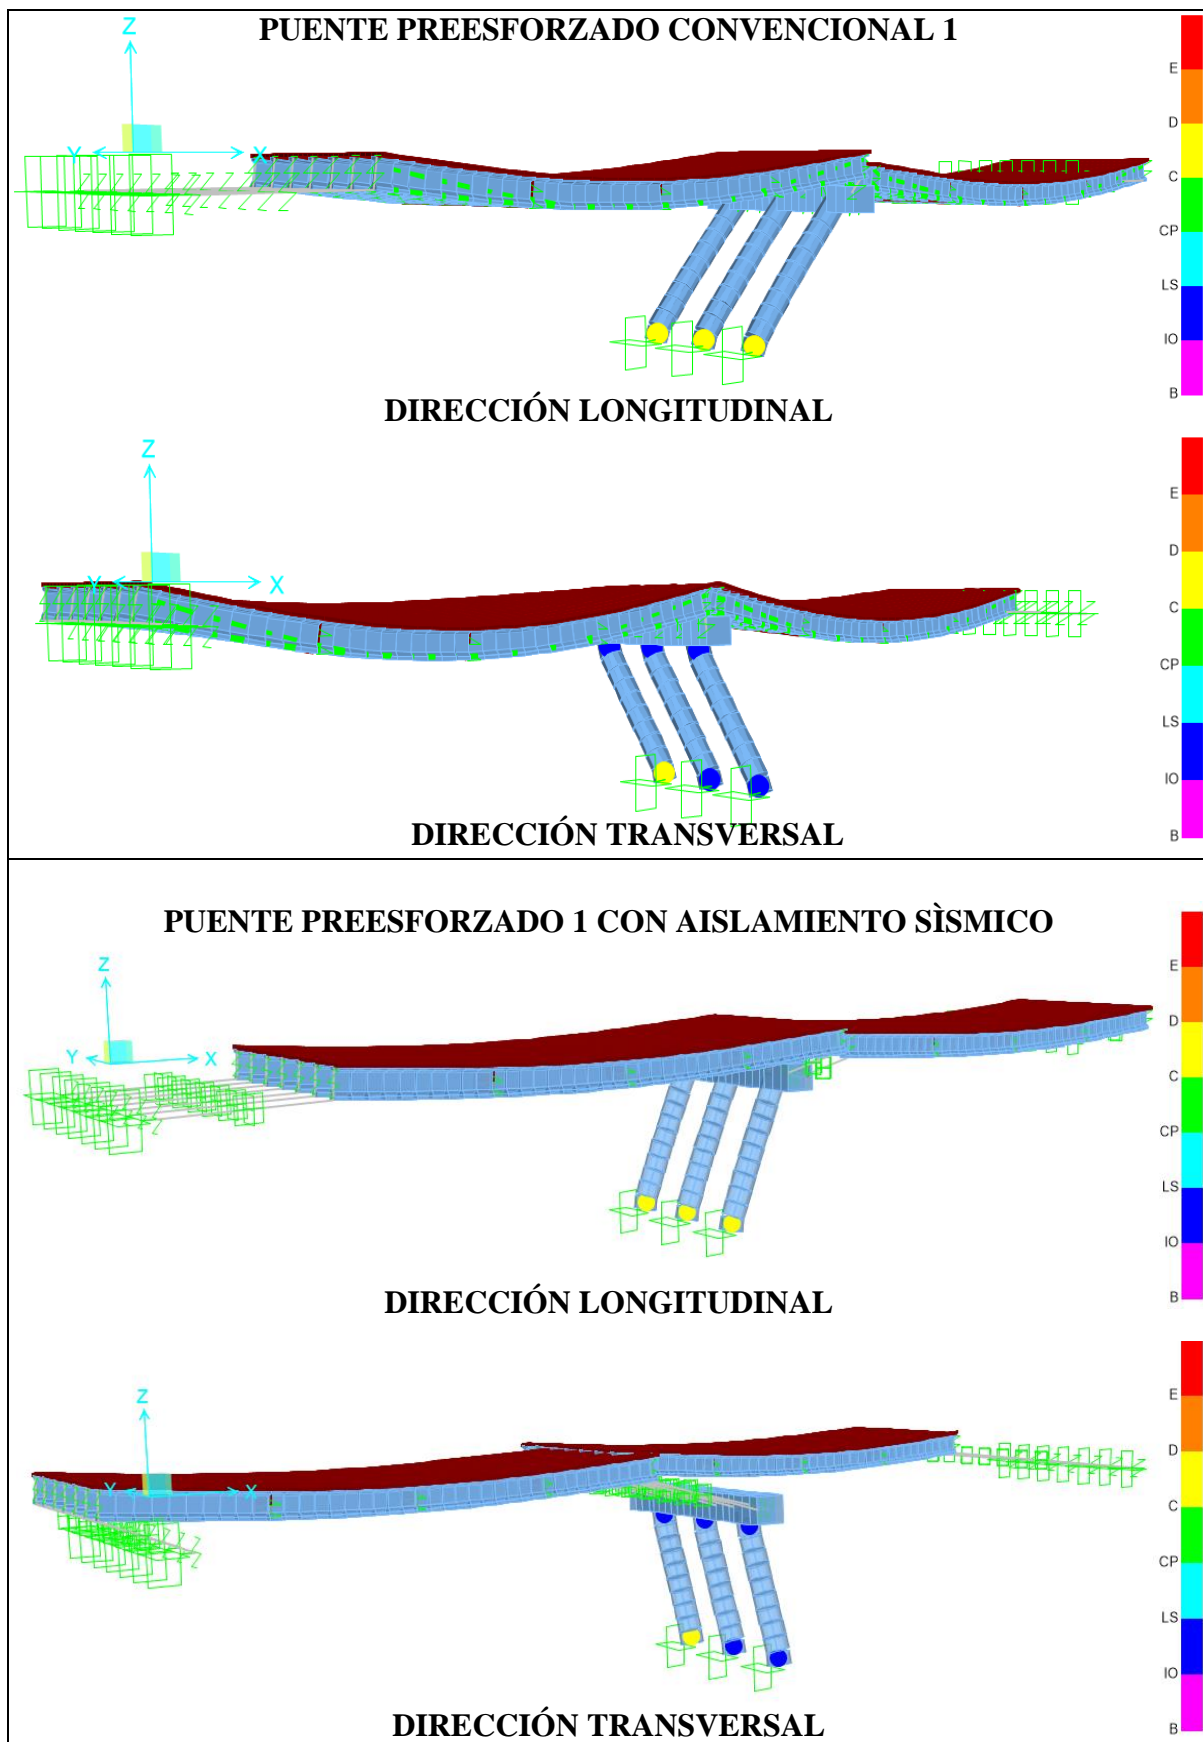 PUENTE PREESFORZADO CONVENCIONAL 1
Z
Y X
E
D
C
CP
LS
IO
B
DIRECCIÓN LONGITUDINAL
Z
Y X
E
D
C
CP
LS
IO
B
DIRECCIÓN TRANSVERSAL
PUENTE PREESFORZADO 1 CON AISLAMIENTO SÌSMICO
Z
Y X
E
D
C
CP
LS
IO
B
DIRECCIÓN LONGITUDINAL
Z
Y X
E
D
C
CP
LS
IO
B
DIRECCIÓN TRANSVERSAL